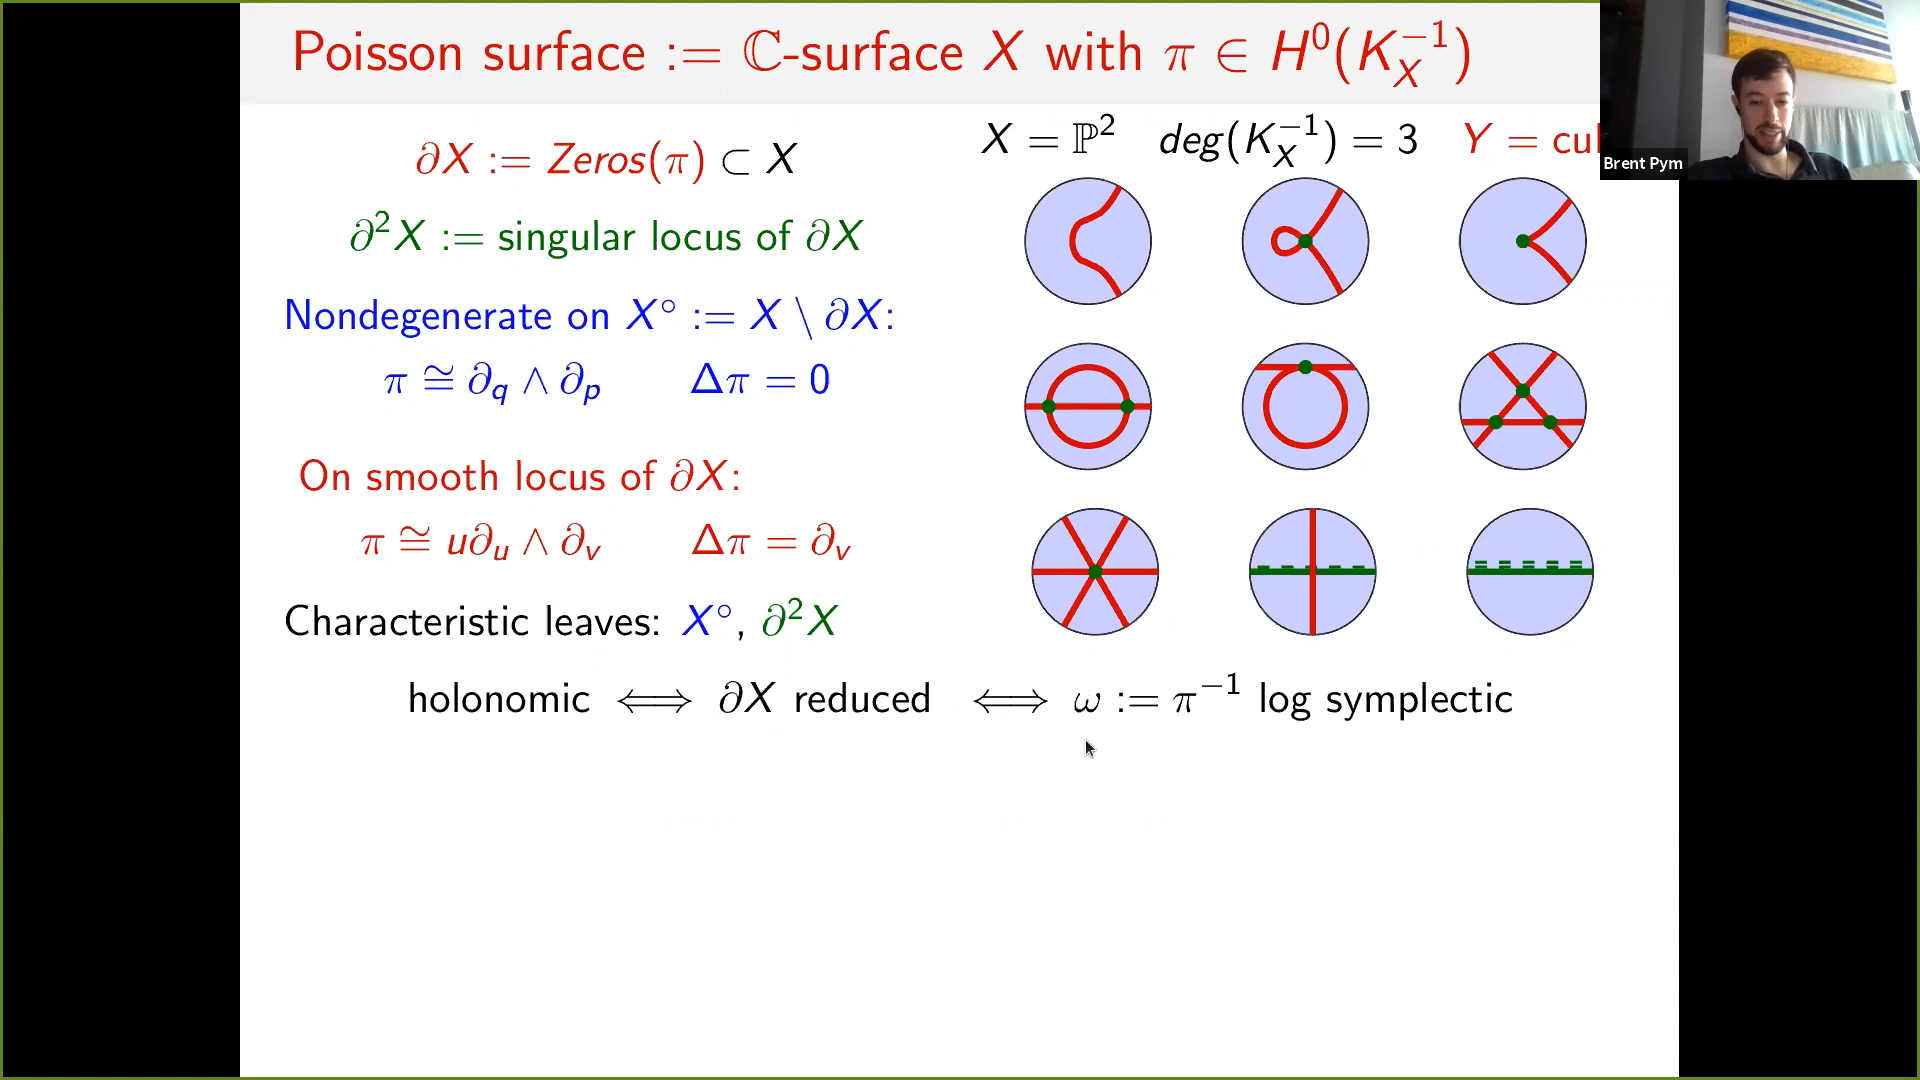 Poisson surface := ℂ-surface X with π ∈ H⁰(K_X⁻¹)
∂X := Zeros(π) ⊂ X
∂²X := singular locus of ∂X
Nondegenerate on X° := X \ ∂X:
π ≅ ∂_q ∧ ∂_p Δπ = 0
On smooth locus of ∂X:
π ≅ u∂_u ∧ ∂_v Δπ = ∂_v
Characteristic leaves: X°, ∂²X
X = ℙ² deg(K_X⁻¹) = 3 Y =
holonomic ⟺ ∂X reduced ⟺ ω := π⁻¹ log symplectic
Brent Pym